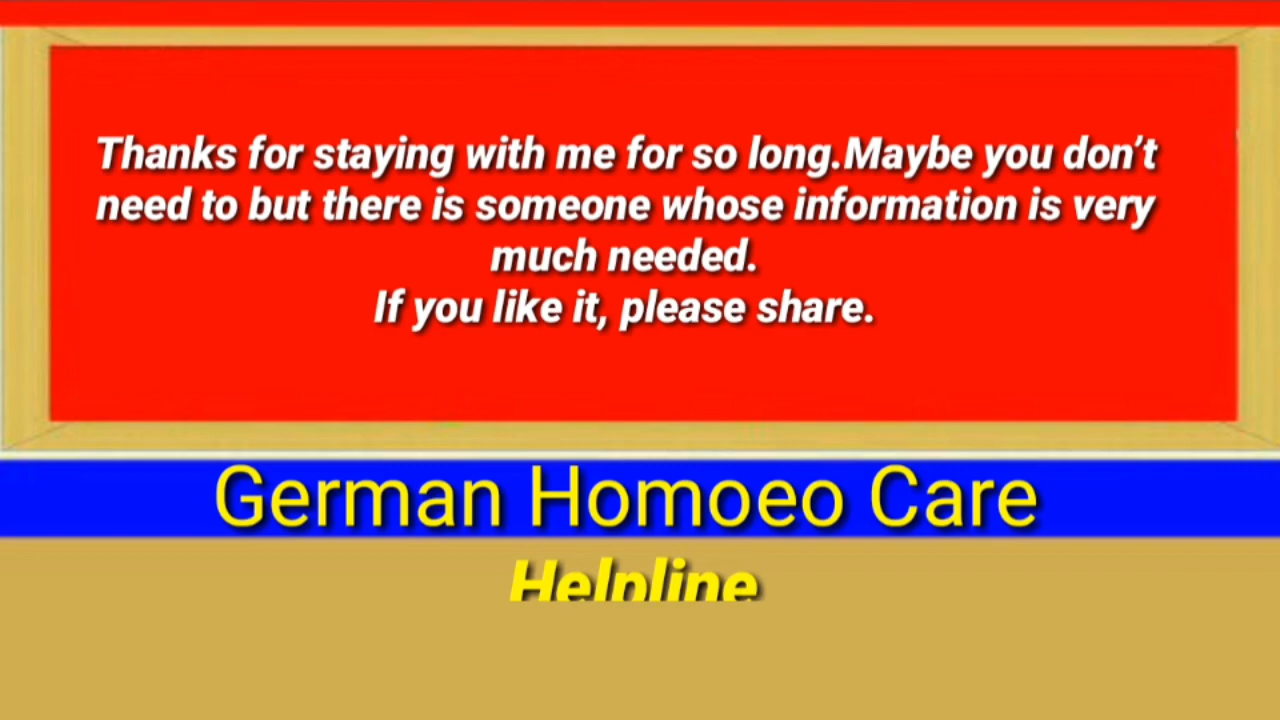 Thanks for staying with me for so long.Maybe you don’t
need to but there is someone whose information is very
much needed.
If you like it, please share.
German Homoeo Care
Helpline